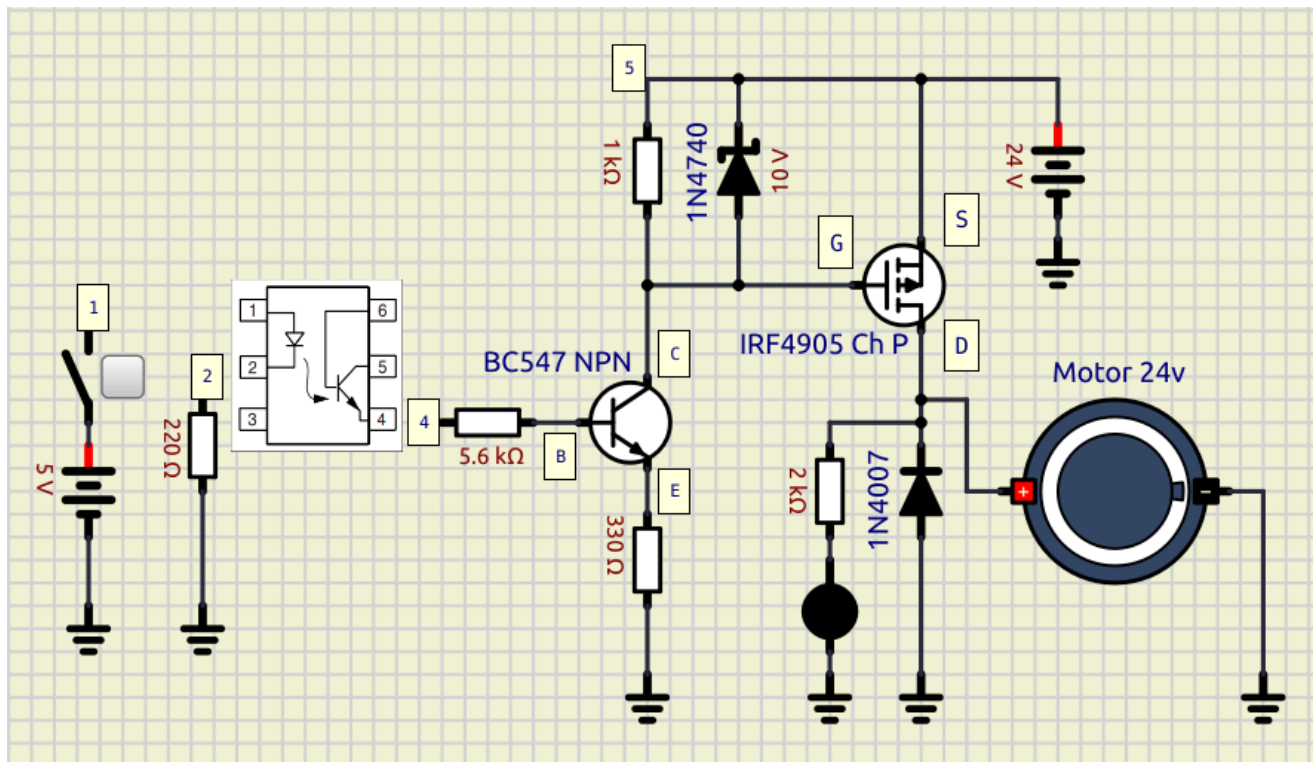 5
1 kΩ
1N4740
10 V
24 V
S
G
1
IRF4905 Ch P
D
BC547 NPN
C
Motor 24v
2
1
6
2
5
3
4
4
220 Ω
5 V
5.6 kΩ
B
E
2 kΩ
1N4007
+
-
330 Ω